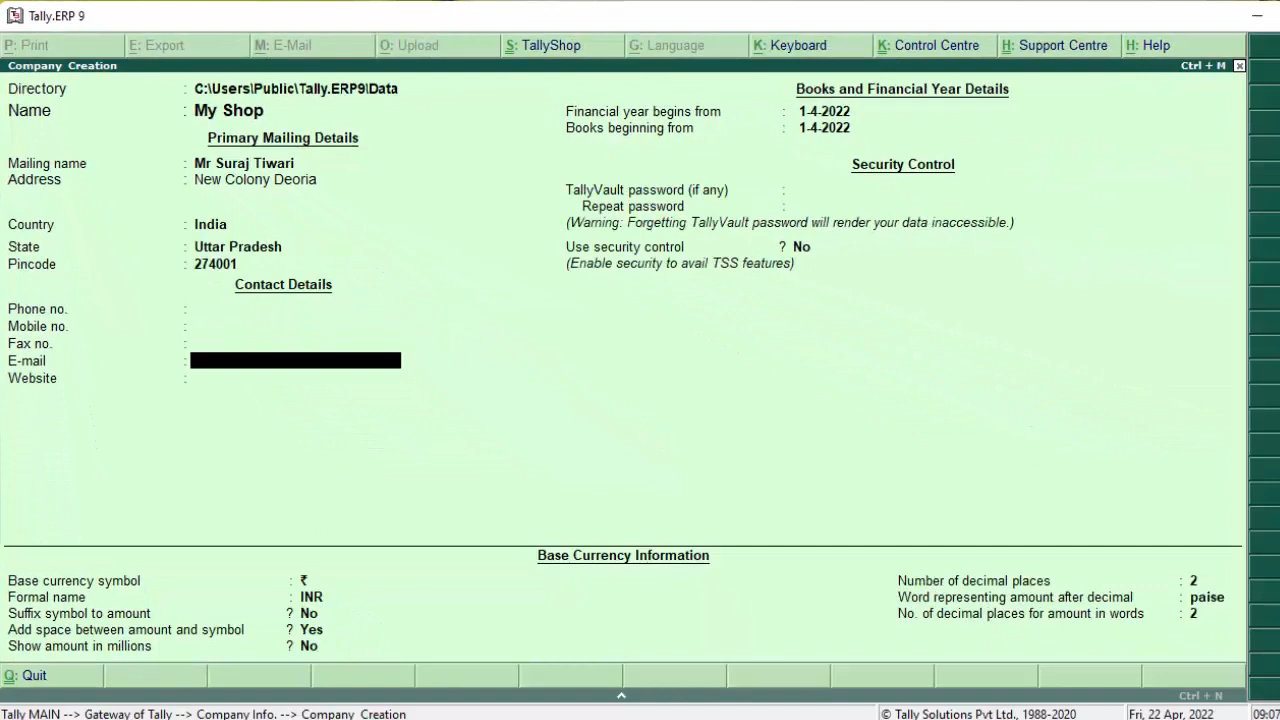 Tally.ERP 9
P: Print E: Export M: E-Mail O: Upload S: TallyShop G: Language K: Keyboard K: Control Centre H: Support Centre H: Help
Company Creation Ctrl + M
Directory : C:\Users\Public\Tally.ERP9\Data
Name : My Shop
Primary Mailing Details
Mailing name : Mr Suraj Tiwari
Address : New Colony Deoria
Country : India
State : Uttar Pradesh
Pincode : 274001
Contact Details
Phone no. :
Mobile no. :
Fax no. :
E-mail :
Website :
Books and Financial Year Details
Financial year begins from : 1-4-2022
Books beginning from : 1-4-2022
Security Control
TallyVault password (if any) :
Repeat password :
(Warning: Forgetting TallyVault password will render your data inaccessible.)
Use security control ? No
(Enable security to avail TSS features)
Base Currency Information
Base currency symbol : ₹
Formal name : INR
Suffix symbol to amount ? No
Add space between amount and symbol ? Yes
Show amount in millions ? No
Number of decimal places : 2
Word representing amount after decimal : paise
No. of decimal places for amount in words : 2
Q: Quit
Ctrl + N
Tally MAIN --> Gateway of Tally --> Company Info. --> Company Creation © Tally Solutions Pvt Ltd., 1988-2020 Fri, 22 Apr, 2022 09:07